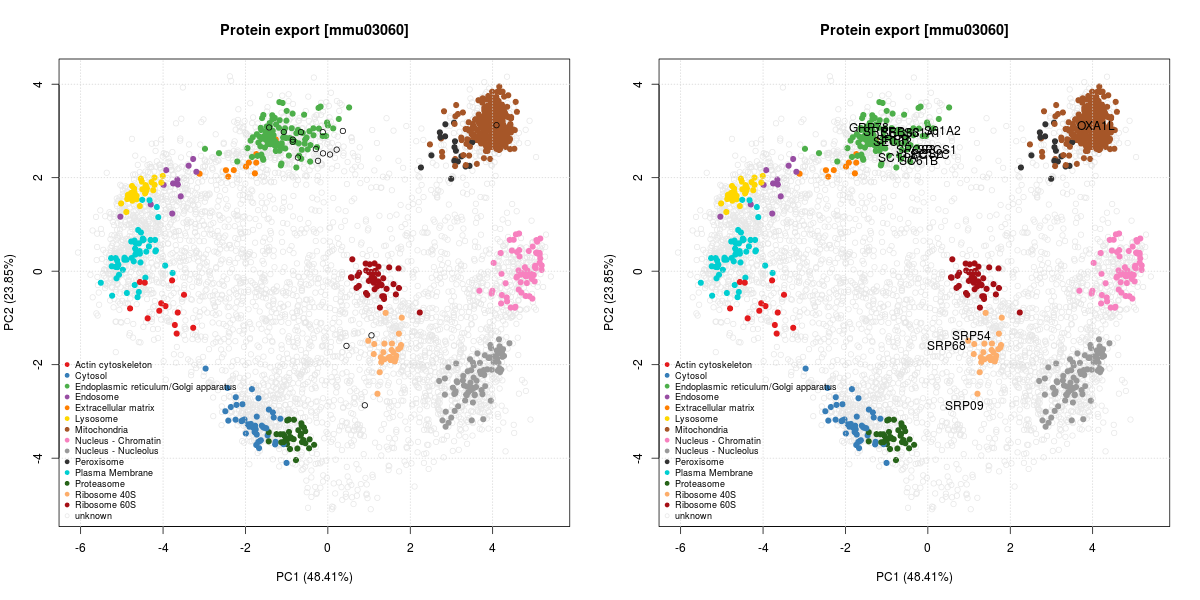 Protein export [mmu03060]
4
2
0
-2
-4
PC2 (23.85%)
Actin cytoskeleton
Cytosol
Endoplasmic reticulum/Golgi apparatus
Endosome
Extracellular matrix
Lysosome
Mitochondria
Nucleus - Chromatin
Nucleus - Nucleolus
Peroxisome
Plasma Membrane
Proteasome
Ribosome 40S
Ribosome 60S
unknown
-6
-4
-2
0
2
4
PC1 (48.41%)
Protein export [mmu03060]
4
2
0
-2
-4
PC2 (23.85%)
GRP78
OXA1L
SRP54
SRP68
SRP09
Actin cytoskeleton
Cytosol
Endoplasmic reticulum/Golgi apparatus
Endosome
Extracellular matrix
Lysosome
Mitochondria
Nucleus - Chromatin
Nucleus - Nucleolus
Peroxisome
Plasma Membrane
Proteasome
Ribosome 40S
Ribosome 60S
unknown
-6
-4
-2
0
2
4
PC1 (48.41%)